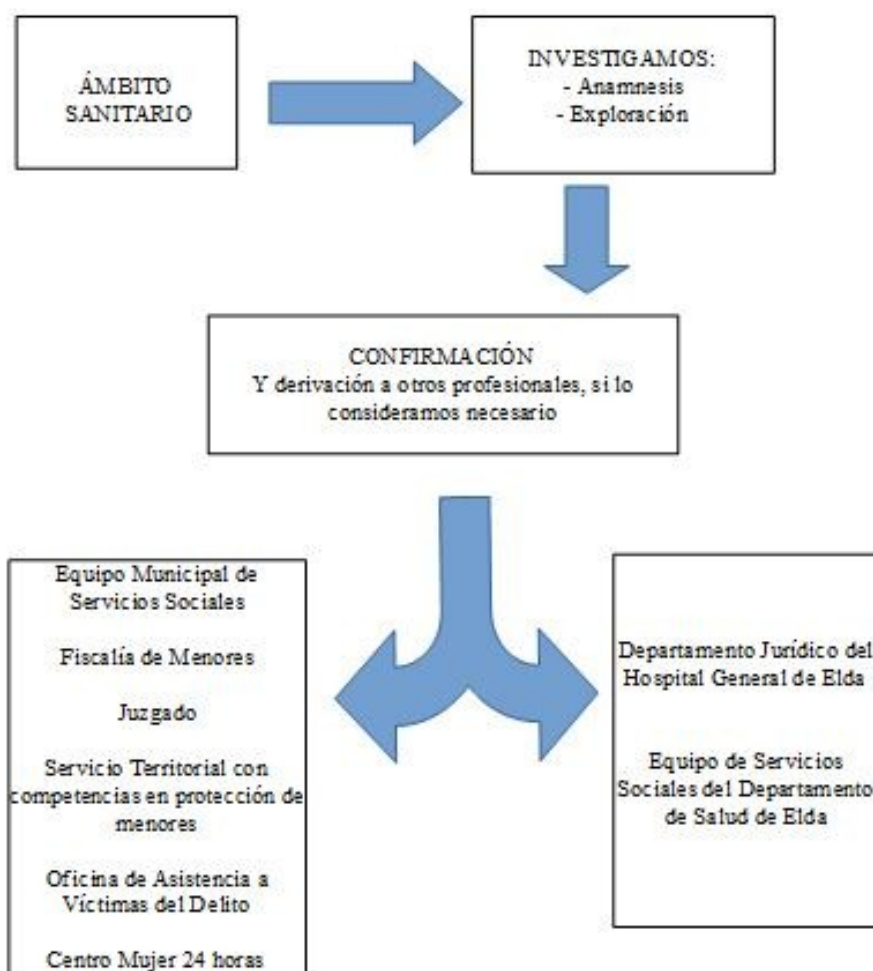 ÁMBITO
SANITARIO
INVESTIGAMOS:
- Anamnesis
- Exploración
CONFIRMACIÓN
Y derivación a otros profesionales, si lo
consideramos necesario
Equipo Municipal de
Servicios Sociales
Fiscalía de Menores
Juzgado
Servicio Territorial con
competencias en protección de
menores
Oficina de Asistencia a
Víctimas del Delito
Centro Mujer 24 horas
Departamento Jurídico del
Hospital General de Elda
Equipo de Servicios
Sociales del Departamento
de Salud de Elda